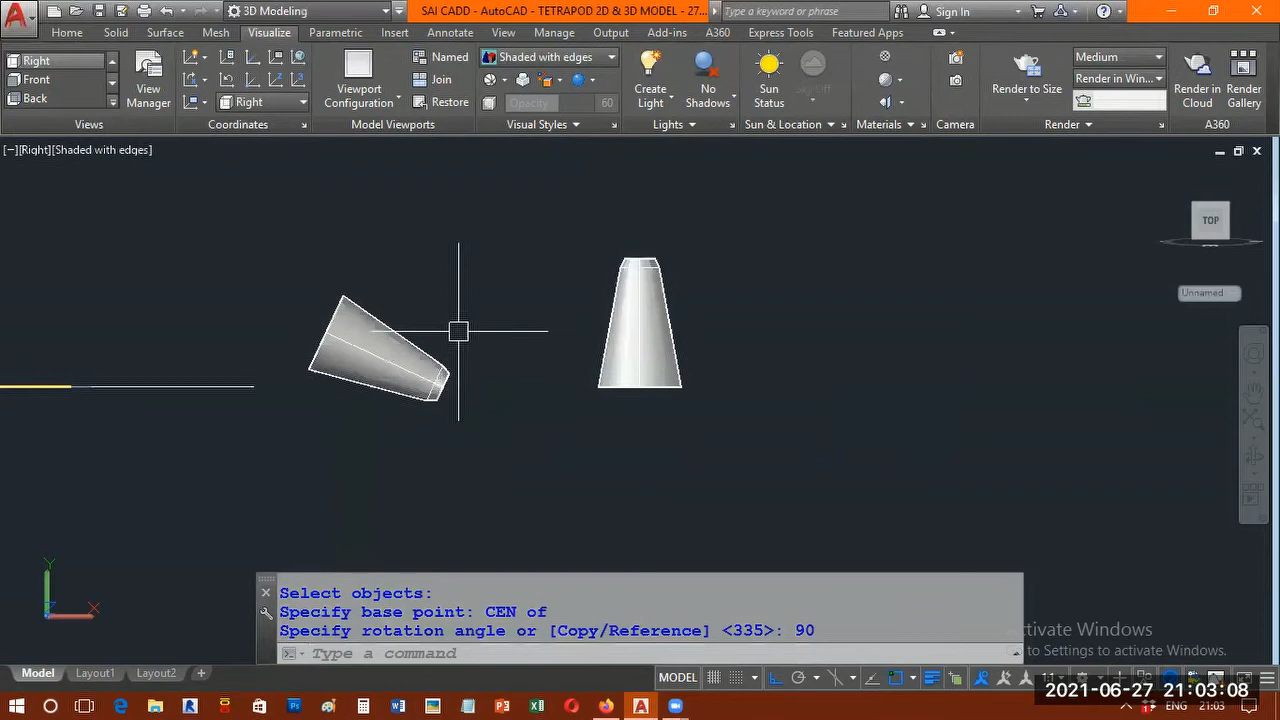 3D Modeling
SAI CADD - AutoCAD - TETRAPOD 2D & 3D MODEL - 27...
Type a keyword or phrase
Sign In
Home Solid Surface Mesh Visualize Parametric Insert Annotate View Manage Output Add-ins A360 Express Tools Featured Apps
Right
Front
Back
View
Manager
Views
Right
Coordinates
Viewport
Configuration
Named
Join
Restore
Model Viewports
Shaded with edges
Opacity 60
Visual Styles
Create
Light
No
Shadows
Lights
Sun
Status
Sky Off
Sun & Location
Materials
Camera
Render to Size
Medium
Render in Win...
Render
Render in
Cloud
Render
Gallery
A360
[−][Right][Shaded with edges]
TOP
Unnamed
Y
X
Select objects:
Specify base point: CEN of
Specify rotation angle or [Copy/Reference] <335>: 90
Type a command
Activate Windows
to Settings to activate Windows.
Model Layout1 Layout2 +
MODEL
1:1
2021-06-27 21:03:08
ENG 21:03